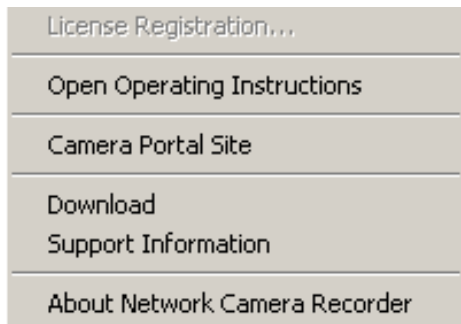 License Registration...
Open Operating Instructions
Camera Portal Site
Download
Support Information
About Network Camera Recorder